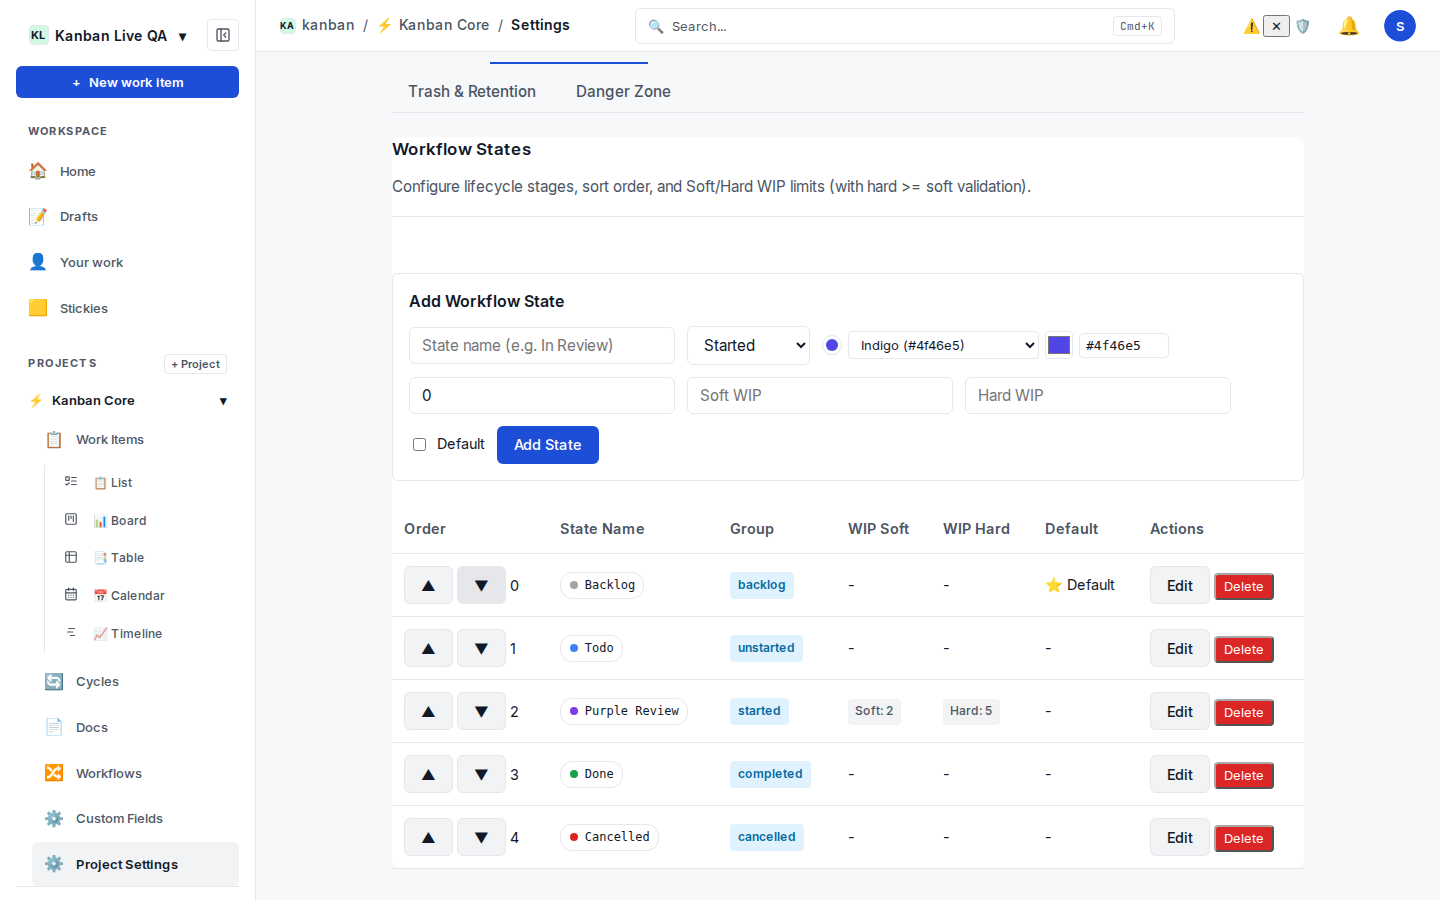 KL Kanban Live QA ▼
+ New work item
WORKSPACE
Home
Drafts
Your work
Stickies
PROJECTS
+ Project
Kanban Core ▼
Work Items
List
Board
Table
Calendar
Timeline
Cycles
Docs
Workflows
Custom Fields
Project Settings
KA kanban / ⚡ Kanban Core / Settings
Search... Cmd+K
S
Trash & Retention Danger Zone
Workflow States
Configure lifecycle stages, sort order, and Soft/Hard WIP limits (with hard >= soft validation).
Add Workflow State
State name (e.g. In Review) Started Indigo (#4f46e5) #4f46e5
0 Soft WIP Hard WIP
Default Add State
Order State Name Group WIP Soft WIP Hard Default Actions
▲ ▼ 0 Backlog backlog - - ⭐ Default Edit Delete
▲ ▼ 1 Todo unstarted - - - Edit Delete
▲ ▼ 2 Purple Review started Soft: 2 Hard: 5 - Edit Delete
▲ ▼ 3 Done completed - - - Edit Delete
▲ ▼ 4 Cancelled cancelled - - - Edit Delete